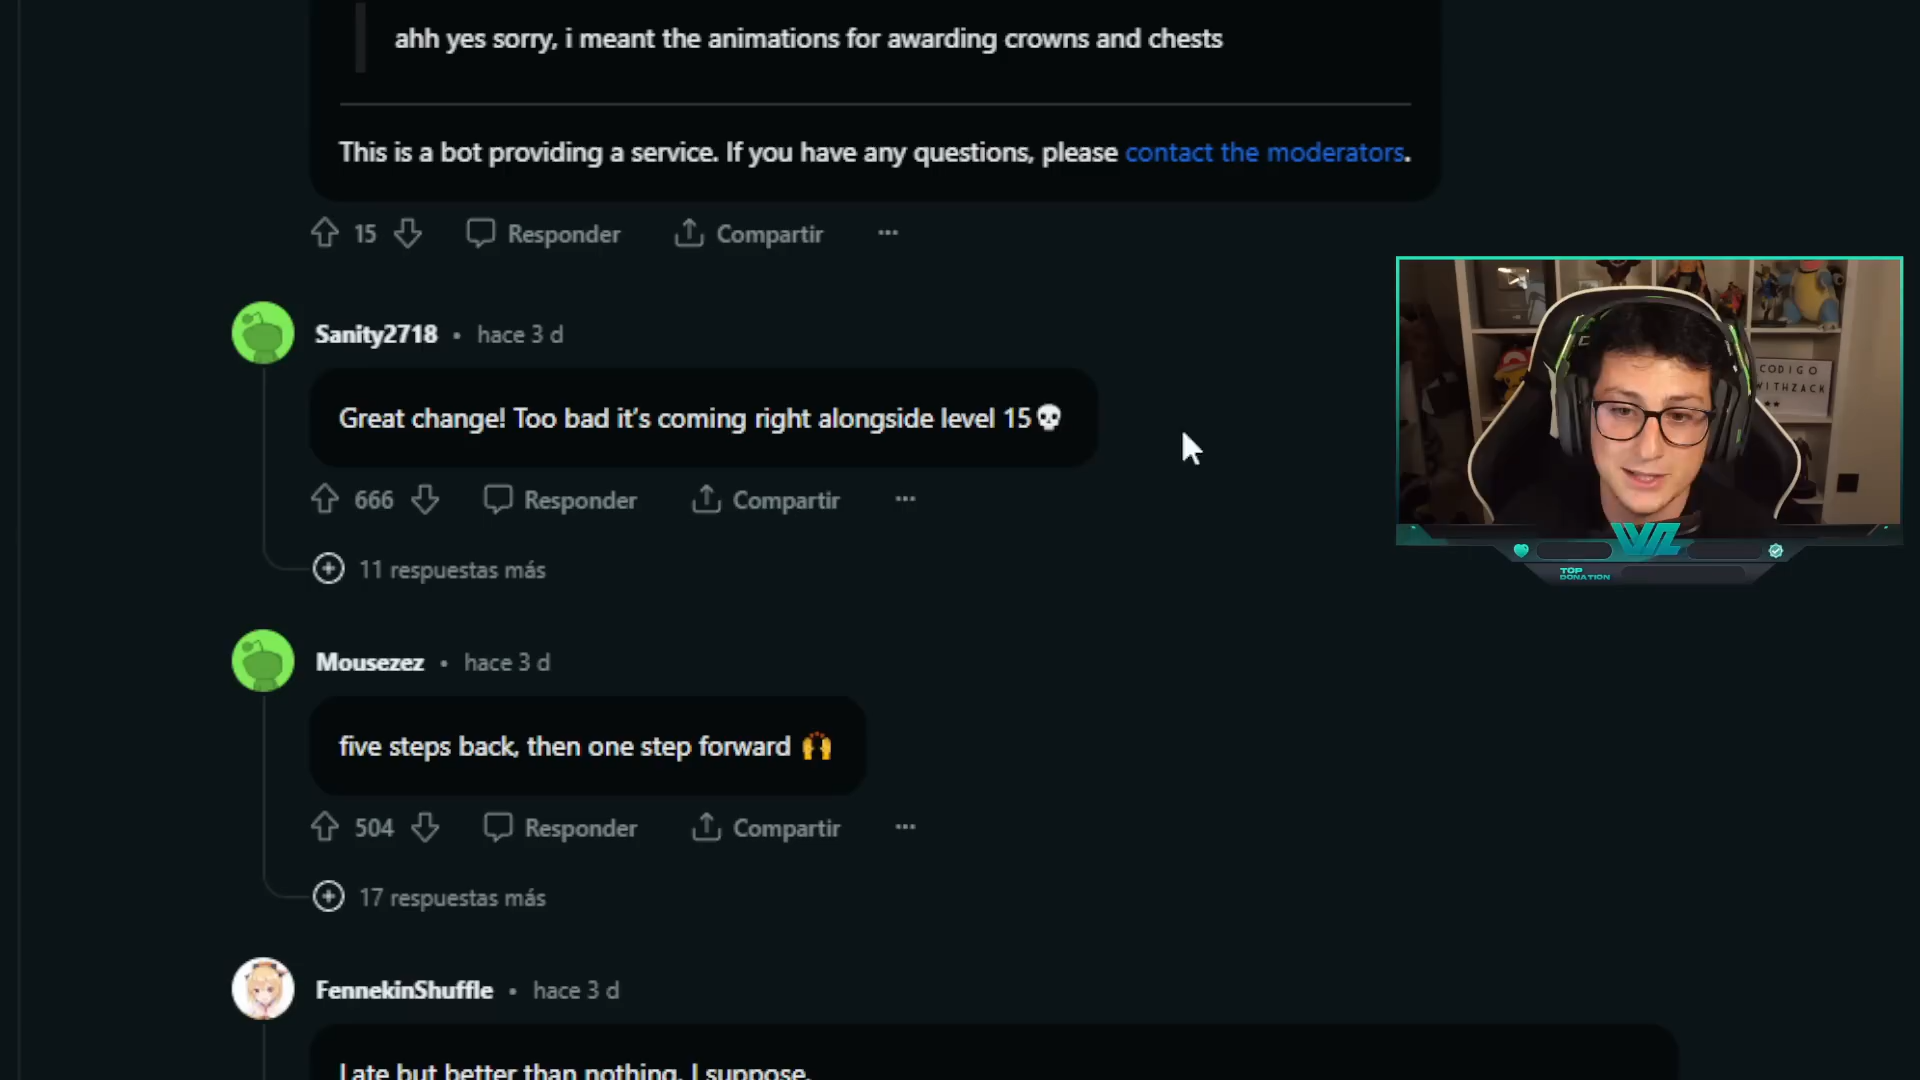 ahh yes sorry, i meant the animations for awarding crowns and chests
This is a bot providing a service. If you have any questions, please contact the moderators.
15 Responder Compartir ···
Sanity2718 • hace 3 d
Great change! Too bad it’s coming right alongside level 15💀
666 Responder Compartir ···
11 respuestas más
CODIGO
WITHZACK
WZ
TOP
DONATION
Mousezez • hace 3 d
five steps back, then one step forward 🙌
504 Responder Compartir ···
17 respuestas más
FennekinShuffle • hace 3 d
Late but better than nothing, I suppose.